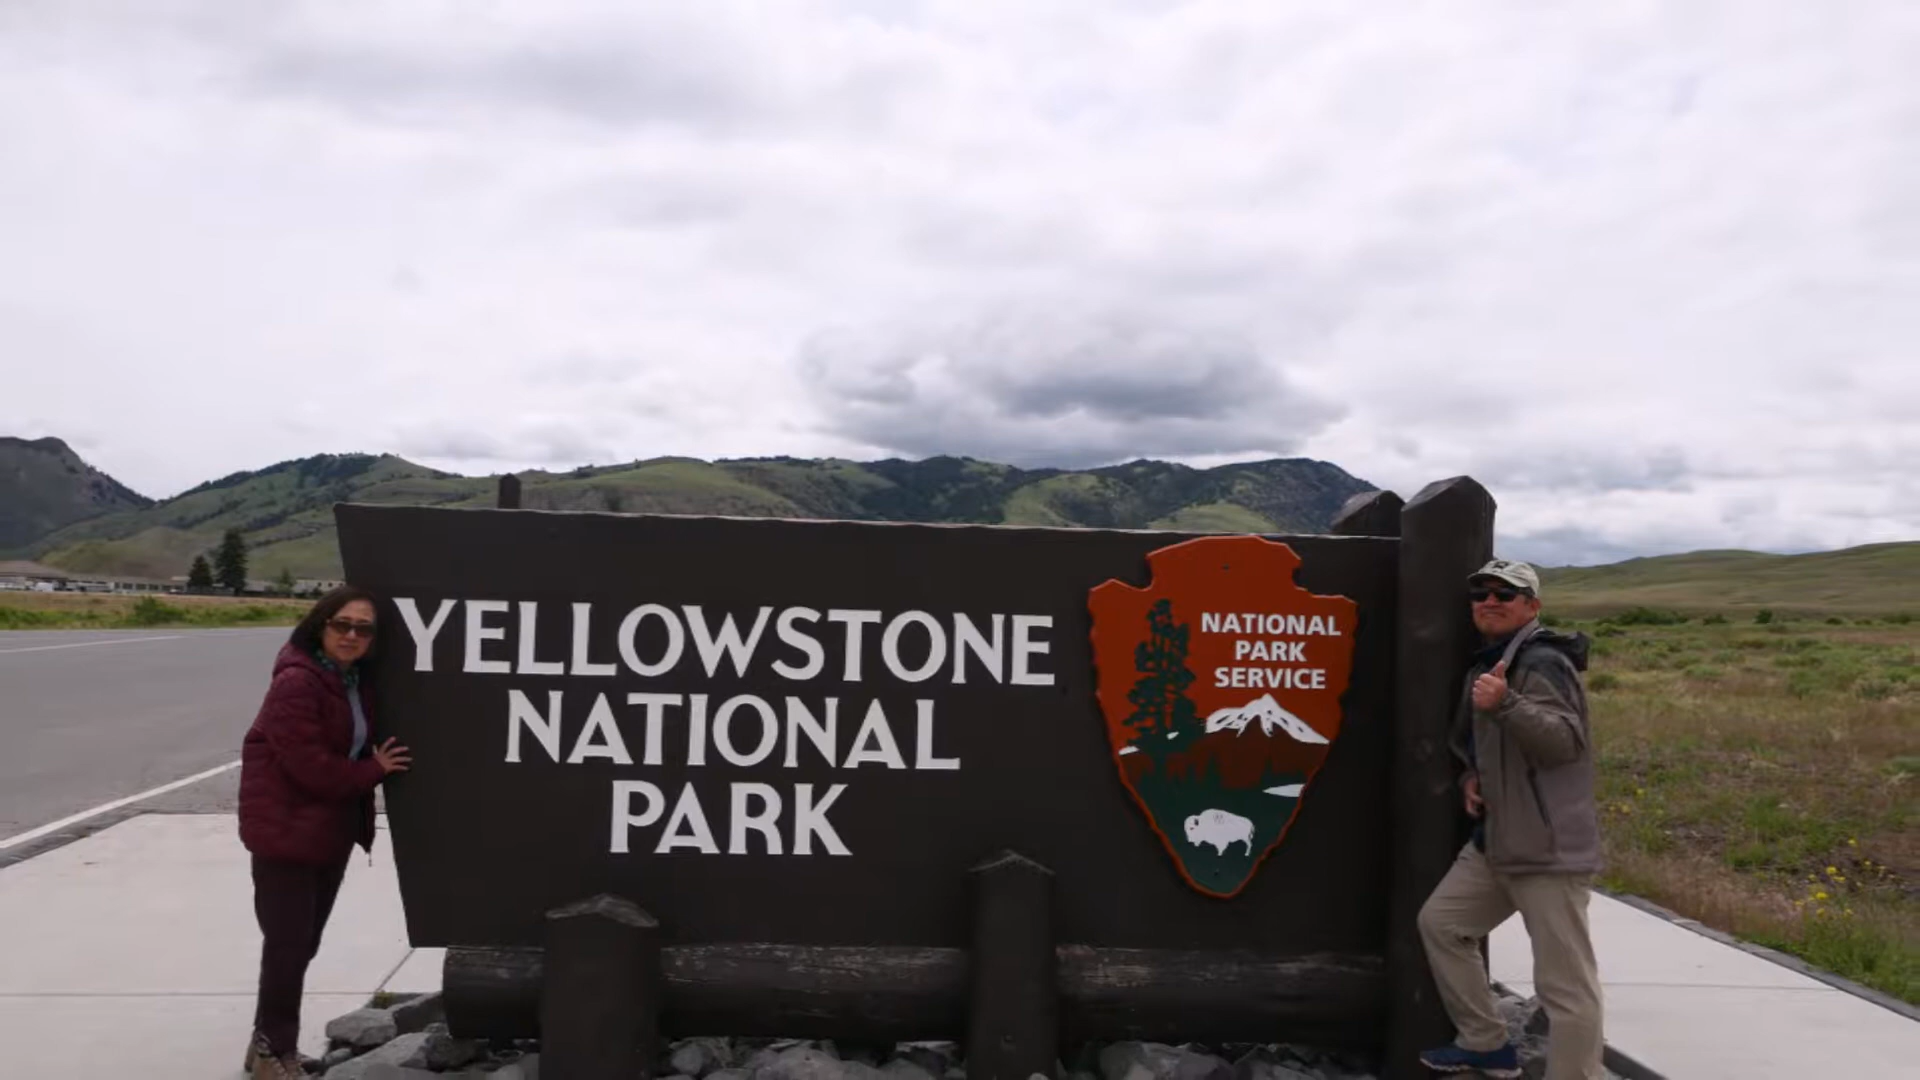 YELLOWSTONE
NATIONAL
PARK
NATIONAL
PARK
SERVICE